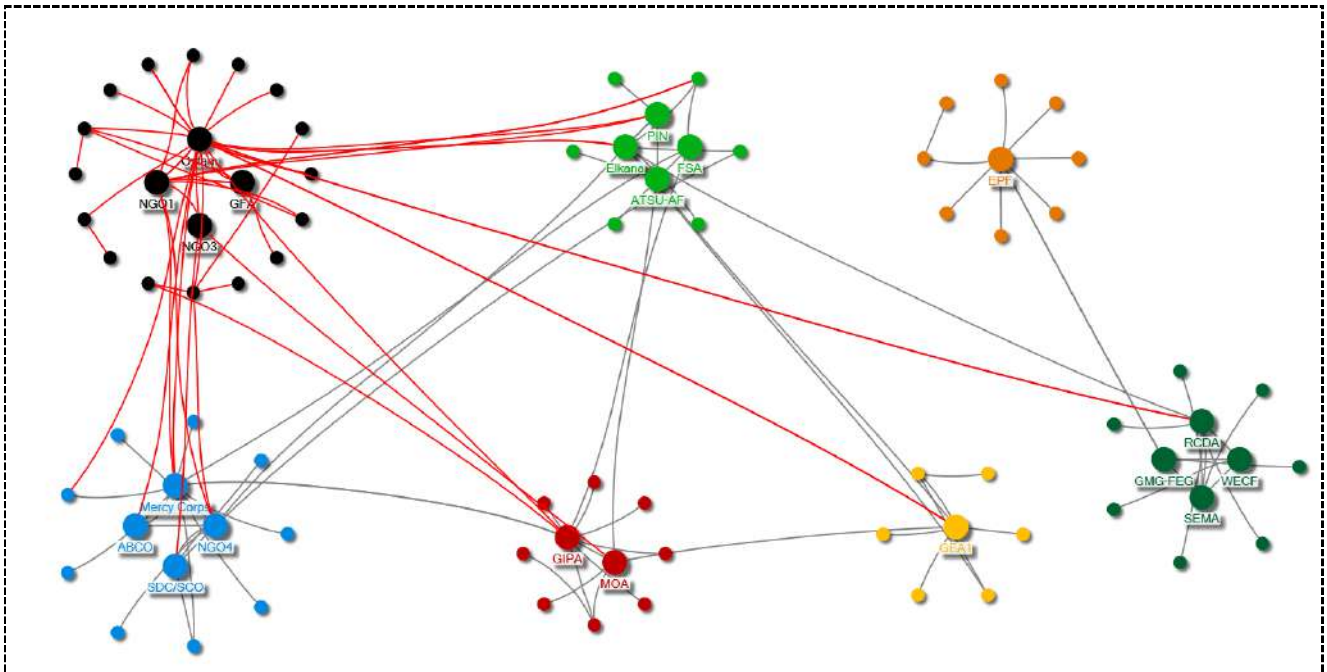 PIN
Elkana
FSA
EPF
ATSU-AF
NGO1
GFA
NGO3
RCDA
GMG-FEG
WECF
Mercy Corps
SEMA
ABCO
NGO4
GIPA
GEA1
MOA
SDC/SCO